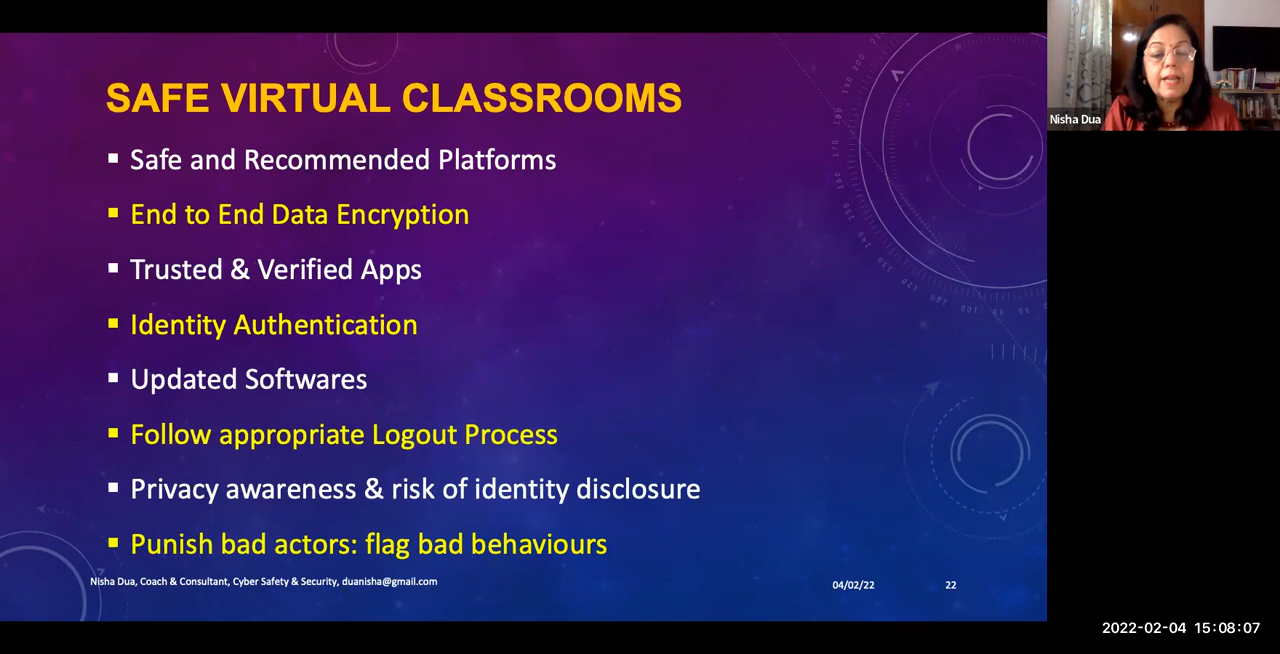 SAFE VIRTUAL CLASSROOMS
▪ Safe and Recommended Platforms
▪ End to End Data Encryption
▪ Trusted & Verified Apps
▪ Identity Authentication
▪ Updated Softwares
▪ Follow appropriate Logout Process
▪ Privacy awareness & risk of identity disclosure
▪ Punish bad actors: flag bad behaviours
Nisha Dua, Coach & Consultant, Cyber Safety & Security, duanisha@gmail.com
04/02/22
22
Nisha Dua
2022-02-04 15:08:07